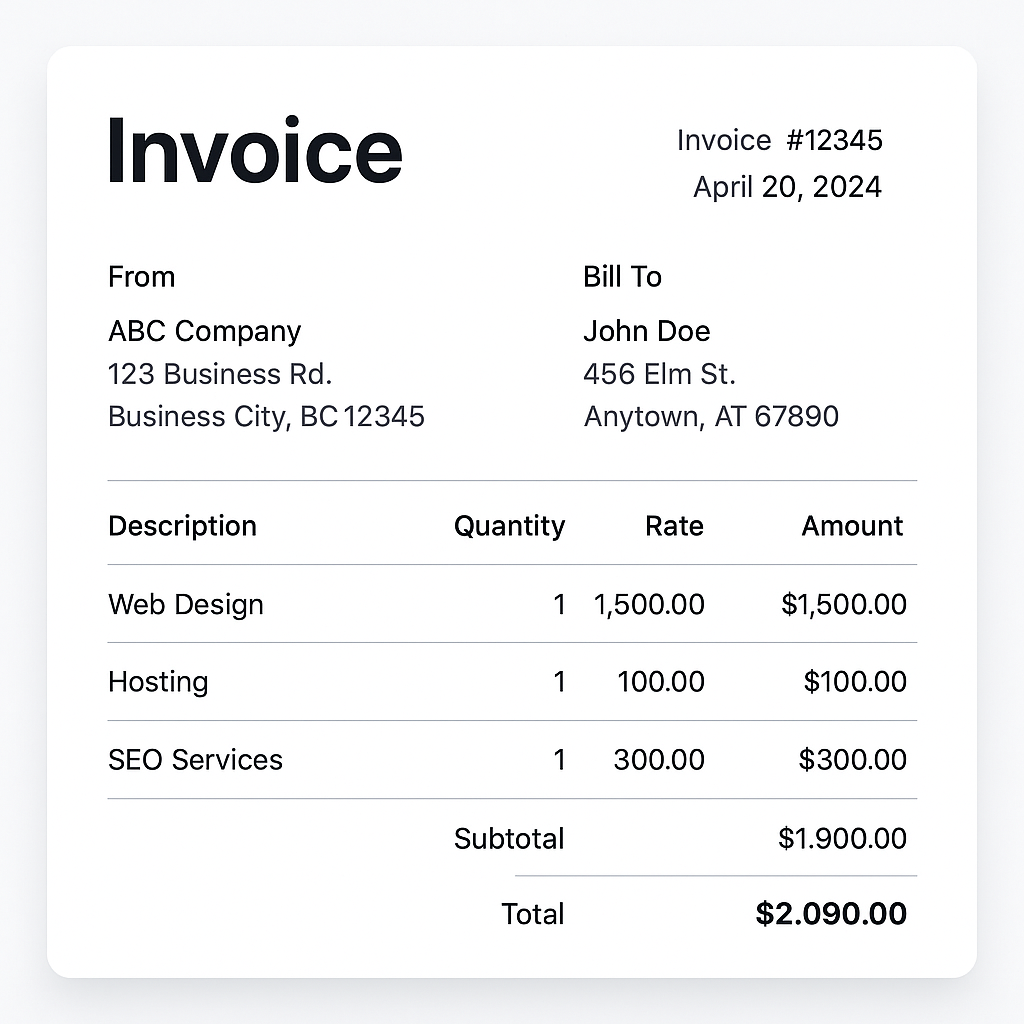 Invoice
Invoice #12345
April 20, 2024
From
ABC Company
123 Business Rd.
Business City, BC 12345
Bill To
John Doe
456 Elm St.
Anytown, AT 67890
Description Quantity Rate Amount
Web Design 1 1,500.00 $1,500.00
Hosting 1 100.00 $100.00
SEO Services 1 300.00 $300.00
Subtotal $1.900.00
Total $2.090.00